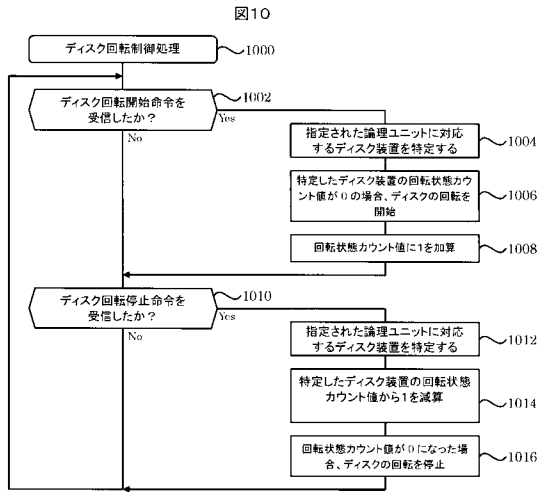 図10
ディスク回転制御処理
1000
ディスク回転開始命令を
受信したか？
1002
Yes
No
指定された論理ユニットに対応
するディスク装置を特定する
1004
特定したディスク装置の回転状態カウ
ント値が 0 の場合、ディスクの回転を
開始
1006
回転状態カウント値に1を加算
1008
ディスク回転停止命令を
受信したか？
1010
Yes
No
指定された論理ユニットに対応
するディスク装置を特定する
1012
特定したディスク装置の回転状態
カウント値から1を減算
1014
回転状態カウント値が 0 になった場
合、ディスクの回転を停止
1016